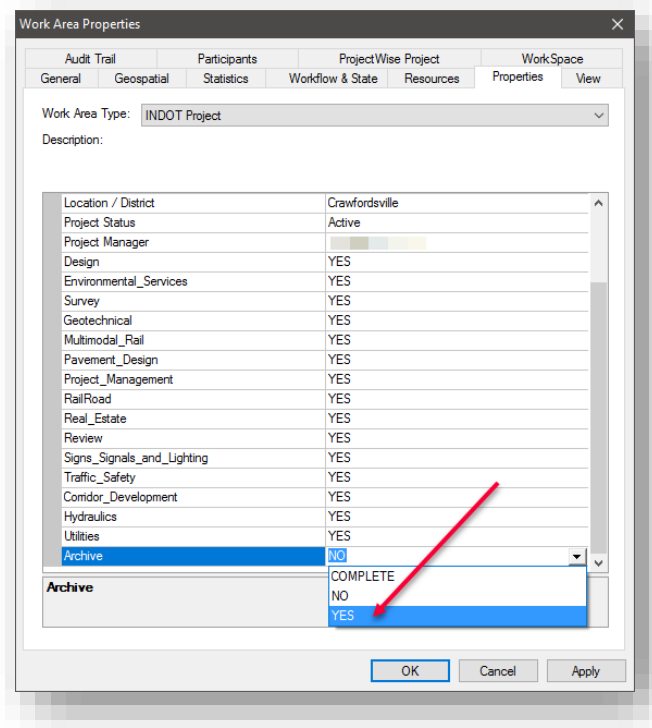 Work Area Properties
Audit Trail Participants ProjectWise Project WorkSpace
General Geospatial Statistics Workflow & State Resources Properties View
Work Area Type: INDOT Project
Description:
Location / District Crawfordsville
Project Status Active
Project Manager
Design YES
Environmental_Services YES
Survey YES
Geotechnical YES
Multimodal_Rail YES
Pavement_Design YES
Project_Management YES
RailRoad YES
Real_Estate YES
Review YES
Signs_Signals_and_Lighting YES
Traffic_Safety YES
Corridor_Development YES
Hydraulics YES
Utilities YES
Archive NO
COMPLETE
NO
YES
Archive
OK Cancel Apply